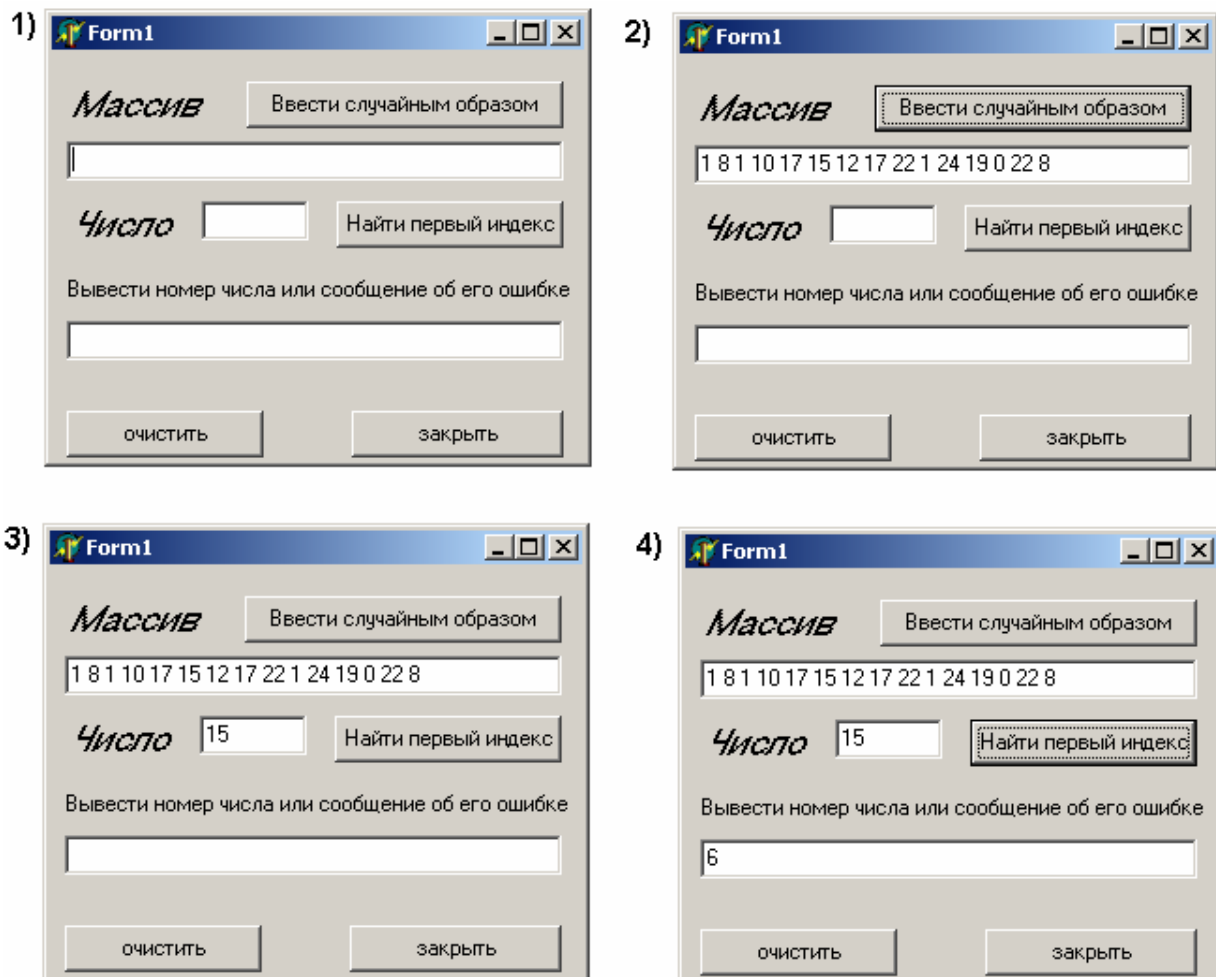 1)
Form1
Массив Ввести случайным образом
Число Найти первый индекс
Вывести номер числа или сообщение об его ошибке
очистить закрыть
2)
Form1
Массив Ввести случайным образом
1 8 1 10 17 15 12 17 22 1 24 19 0 22 8
Число Найти первый индекс
Вывести номер числа или сообщение об его ошибке
очистить закрыть
3)
Form1
Массив Ввести случайным образом
1 8 1 10 17 15 12 17 22 1 24 19 0 22 8
Число 15 Найти первый индекс
Вывести номер числа или сообщение об его ошибке
очистить закрыть
4)
Form1
Массив Ввести случайным образом
1 8 1 10 17 15 12 17 22 1 24 19 0 22 8
Число 15 Найти первый индекс
Вывести номер числа или сообщение об его ошибке
6
очистить закрыть